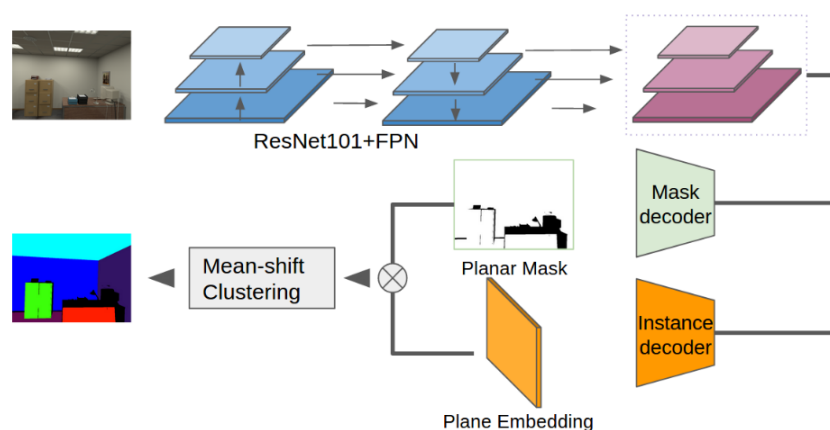 ResNet101+FPN
Mask
decoder
Planar Mask
Mean-shift
Clustering
Instance
decoder
Plane Embedding